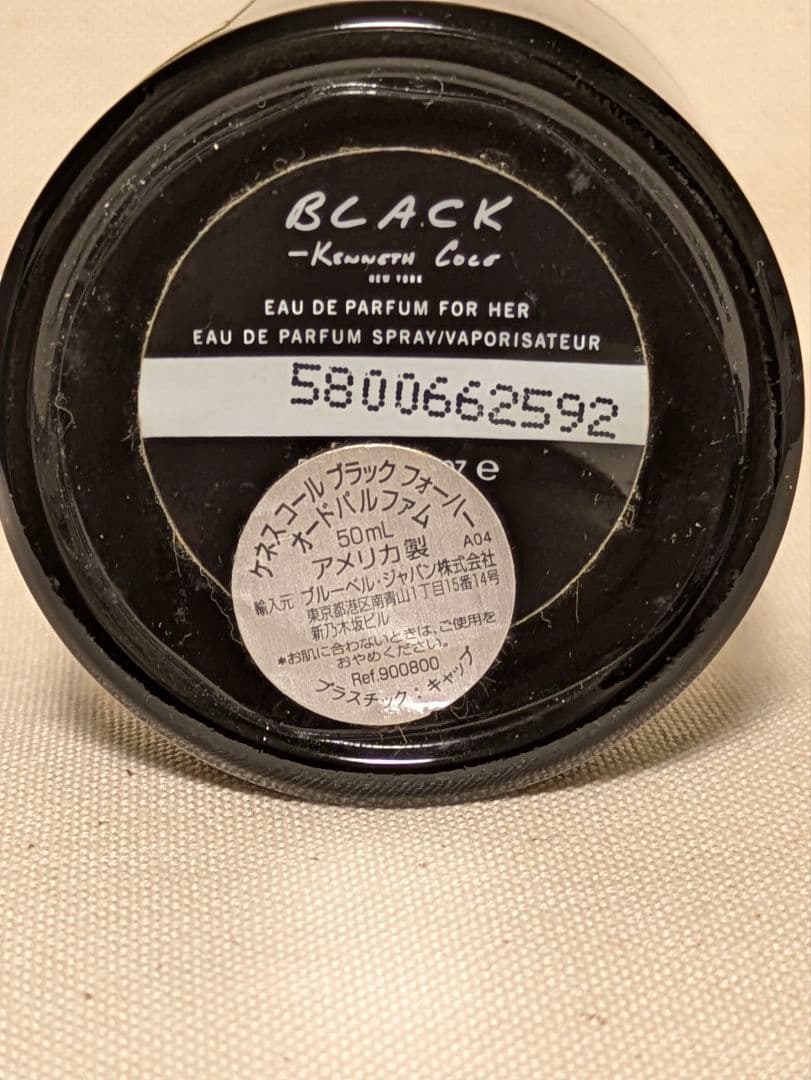 BLACK
-KENNETH COLE
NEW YORK
EAU DE PARFUM FOR HER
EAU DE PARFUM SPRAY/VAPORISATEUR
5800662592
e
ケネスコール ブラック フォーハー
オードパルファム
50mL
アメリカ製 A04
輸入元 ブルーベル・ジャパン株式会社
東京都港区南青山1丁目15番14号
新乃木坂ビル
*お肌に合わないときは、ご使用を
おやめください。
Ref.900800
プラスチック:キャップ